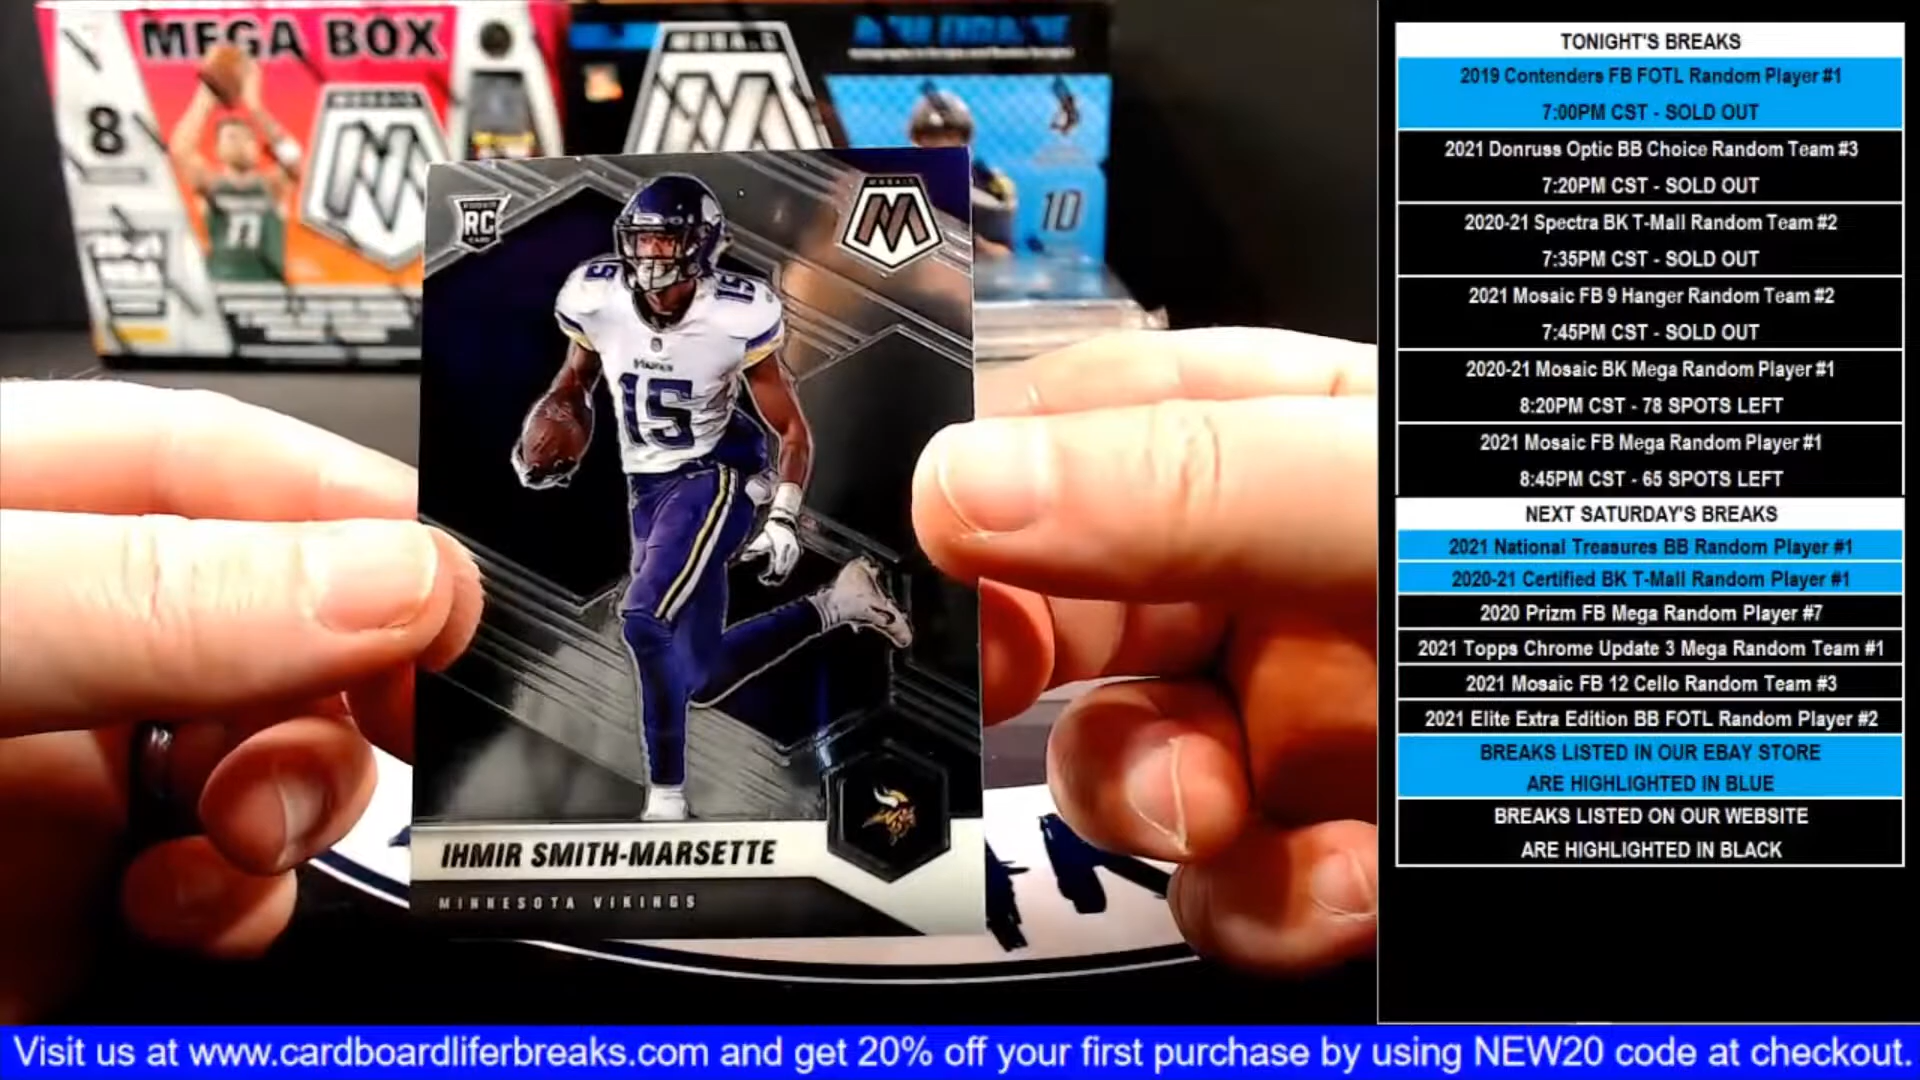 MEGA BOX
8
MOSAIC
10
ROOKIE
RC
CARD
MOSAIC
15
15
VIKINGS
15
IHMIR SMITH-MARSETTE
MINNESOTA VIKINGS
TONIGHT'S BREAKS
2019 Contenders FB FOTL Random Player #1
7:00PM CST - SOLD OUT
2021 Donruss Optic BB Choice Random Team #3
7:20PM CST - SOLD OUT
2020-21 Spectra BK T-Mall Random Team #2
7:35PM CST - SOLD OUT
2021 Mosaic FB 9 Hanger Random Team #2
7:45PM CST - SOLD OUT
2020-21 Mosaic BK Mega Random Player #1
8:20PM CST - 78 SPOTS LEFT
2021 Mosaic FB Mega Random Player #1
8:45PM CST - 65 SPOTS LEFT
NEXT SATURDAY'S BREAKS
2021 National Treasures BB Random Player #1
2020-21 Certified BK T-Mall Random Player #1
2020 Prizm FB Mega Random Player #7
2021 Topps Chrome Update 3 Mega Random Team #1
2021 Mosaic FB 12 Cello Random Team #3
2021 Elite Extra Edition BB FOTL Random Player #2
BREAKS LISTED IN OUR EBAY STORE
ARE HIGHLIGHTED IN BLUE
BREAKS LISTED ON OUR WEBSITE
ARE HIGHLIGHTED IN BLACK
Visit us at www.cardboardliferbreaks.com and get 20% off your first purchase by using NEW20 code at checkout.